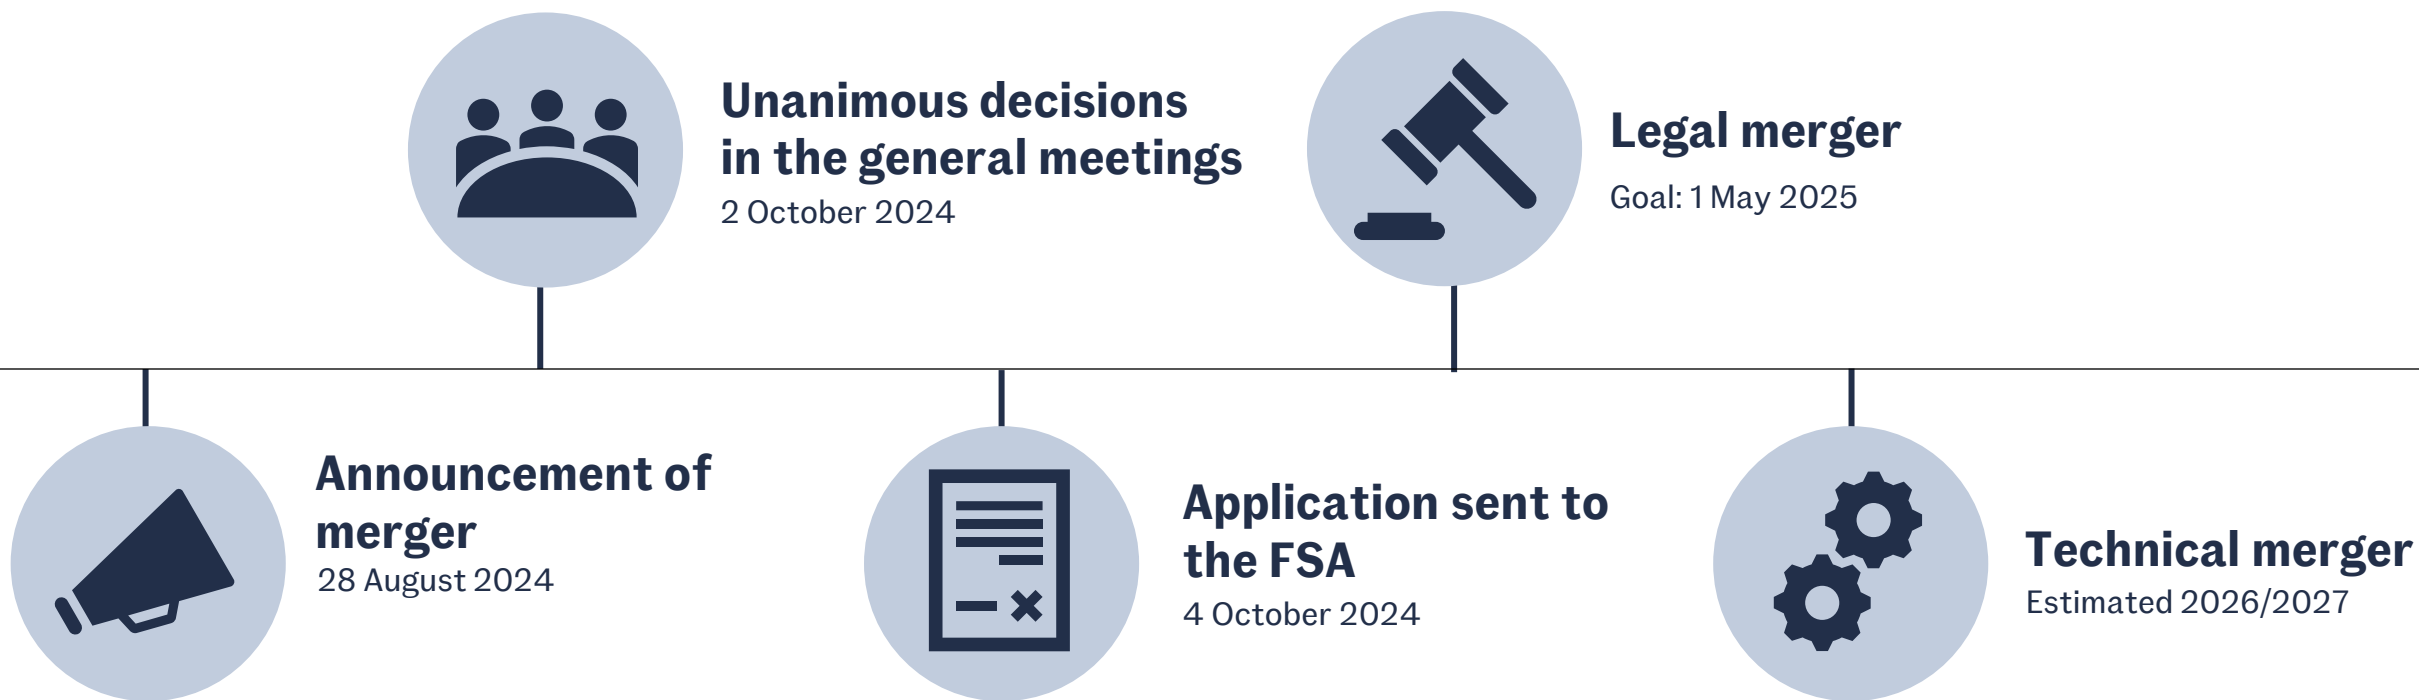 Unanimous decisions
in the general meetings
2 October 2024
Legal merger
Goal: 1 May 2025
Announcement of
merger
28 August 2024
Application sent to
the FSA
4 October 2024
Technical merger
Estimated 2026/2027